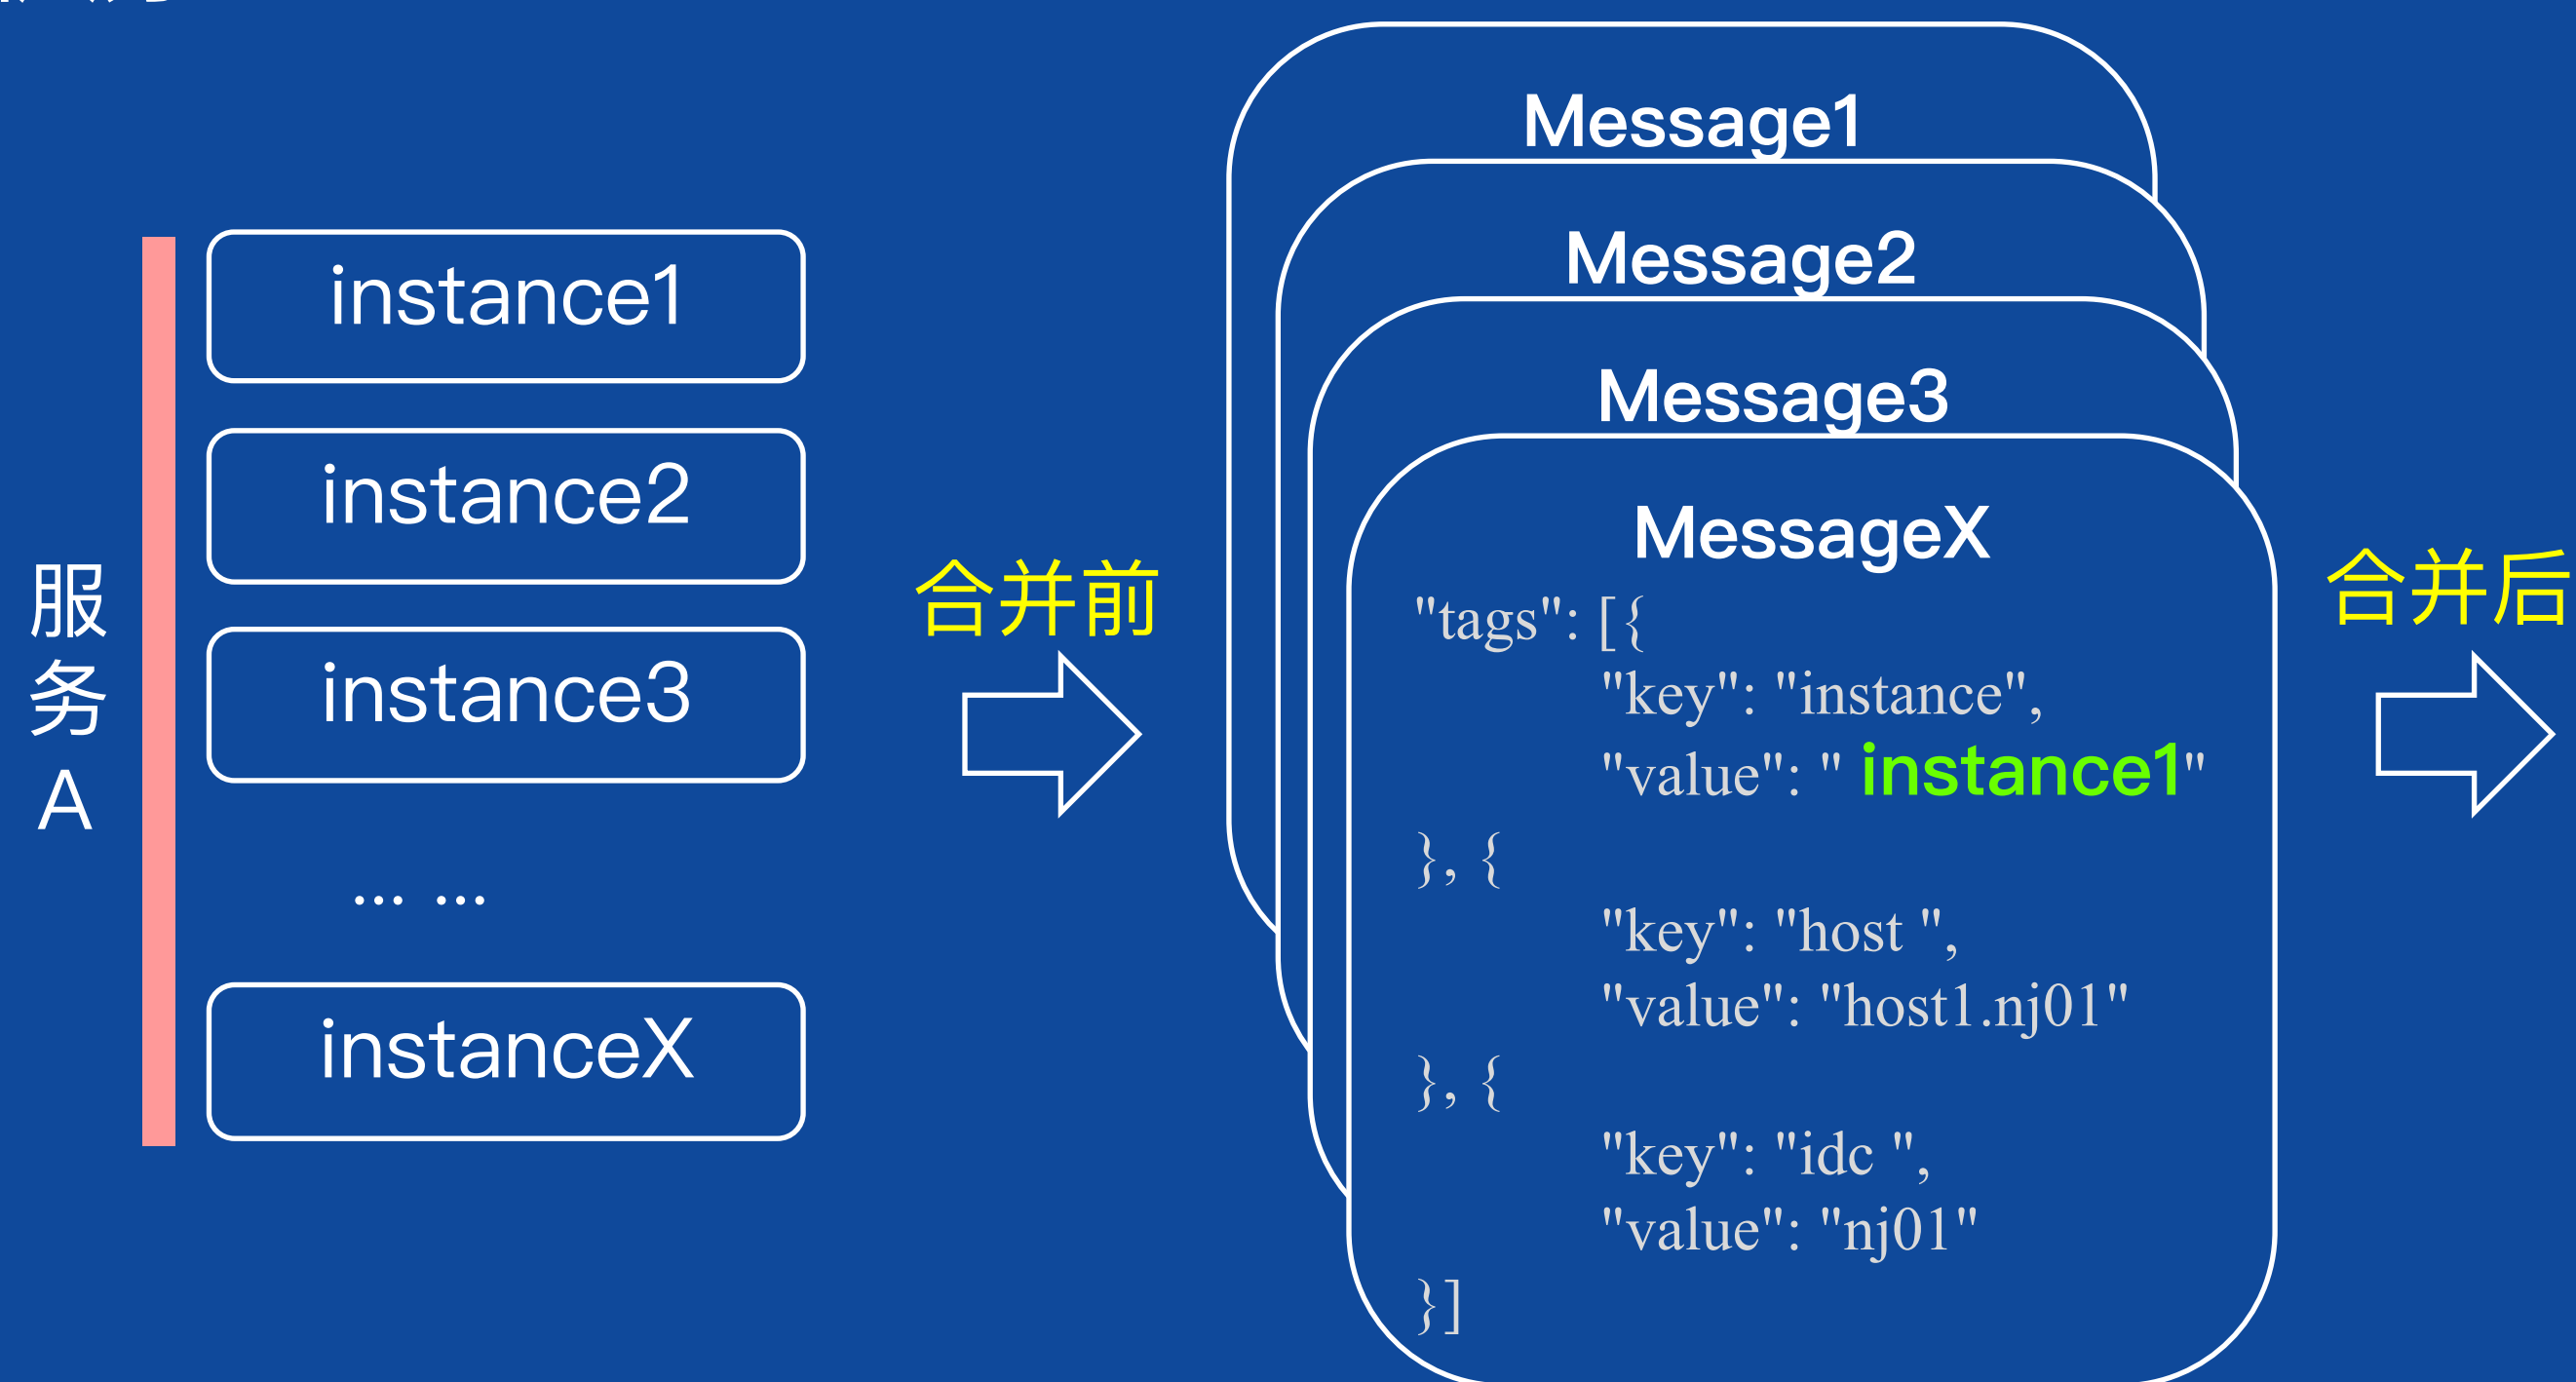 服
务
A
instance1
instance2
instance3
... ...
instanceX
合并前
Message1
Message2
Message3
MessageX
"tags": [{
"key": "instance",
"value": " instance1"
}, {
"key": "host ",
"value": "host1.nj01"
}, {
"key": "idc ",
"value": "nj01"
}]
合并后